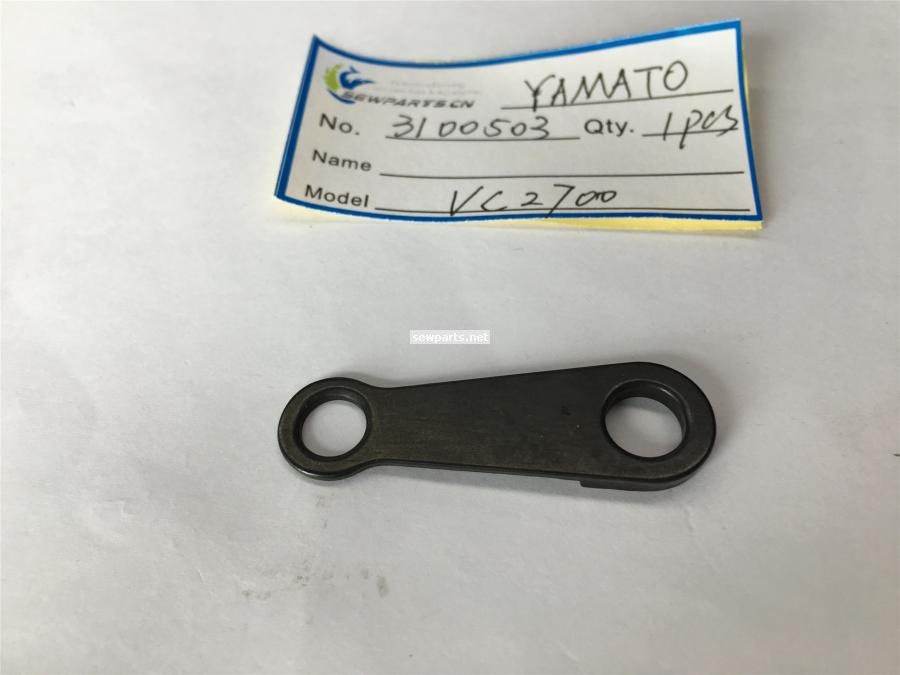 SEWPARTS.CN YAMATO
No. 3100503 Qty. 1pcs
Name
Model VC2700
sewparts.net